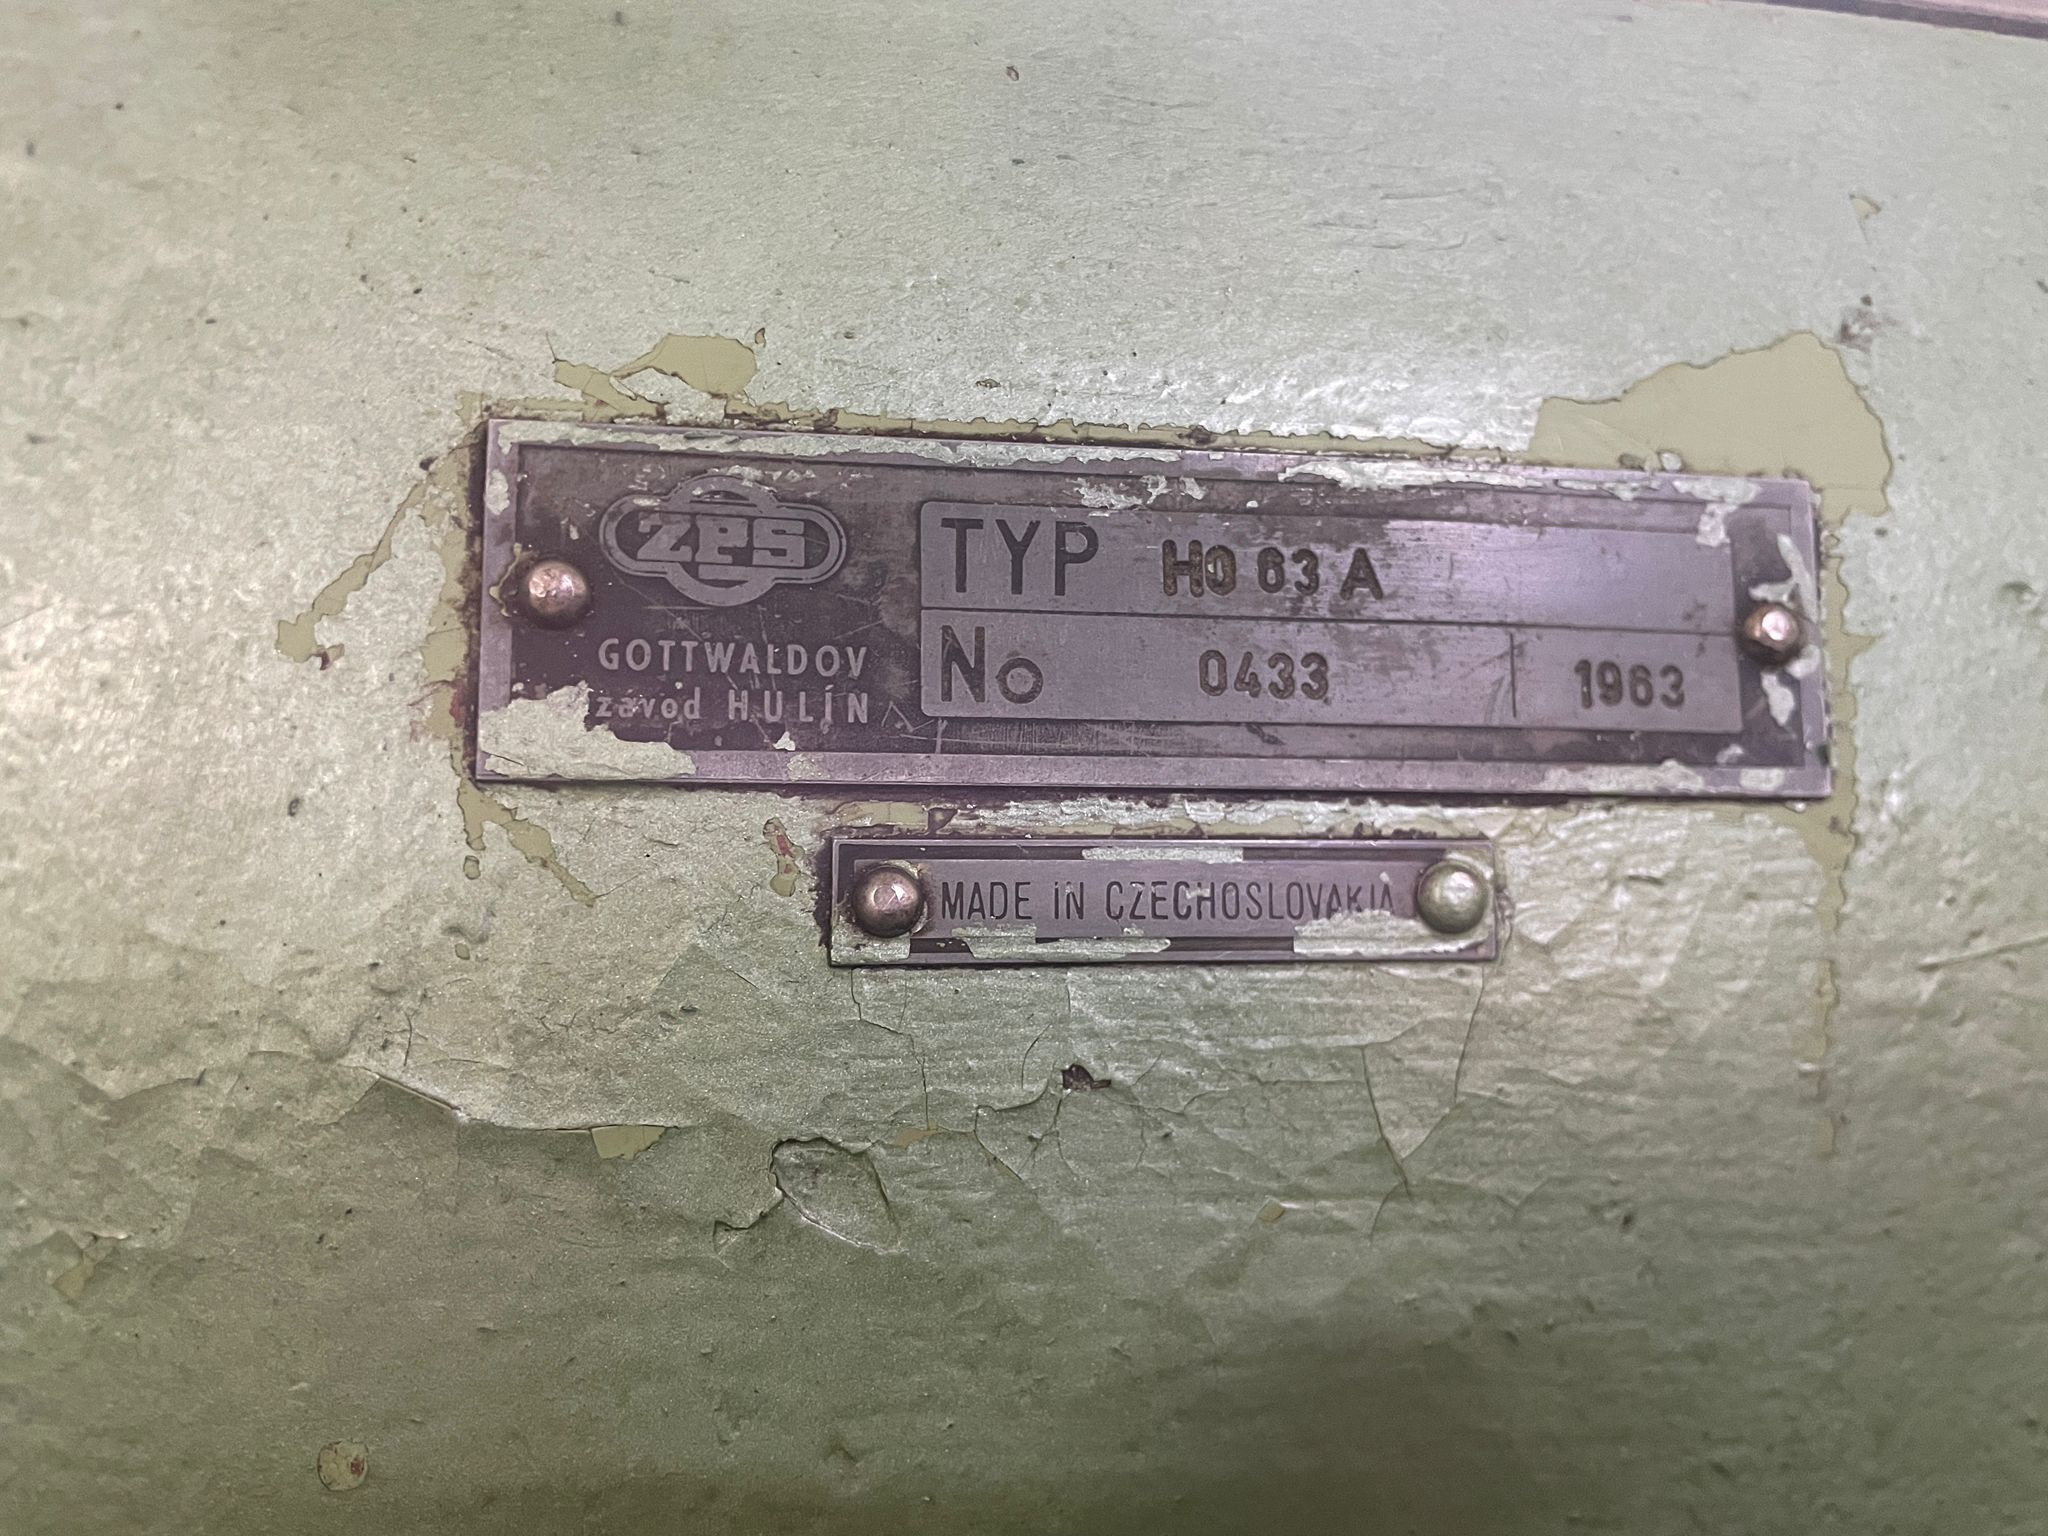 ZPS
GOTTWALDOV
závod HULÍN
TYP HO 63 A
No 0433 1963
MADE IN CZECHOSLOVAKIA